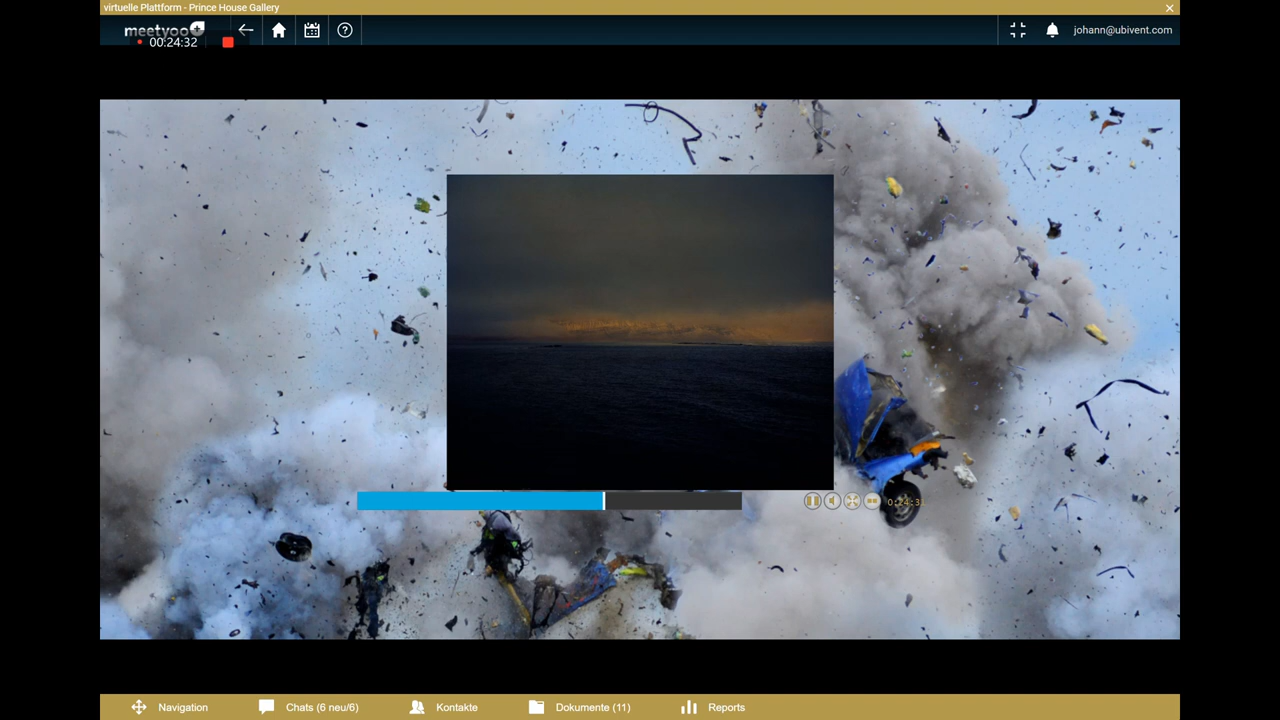 virtuelle Plattform - Prince House Gallery
meetyoo
00:24:32
johann@ubivent.com
Navigation
Chats (6 neu/6)
Kontakte
Dokumente (11)
Reports